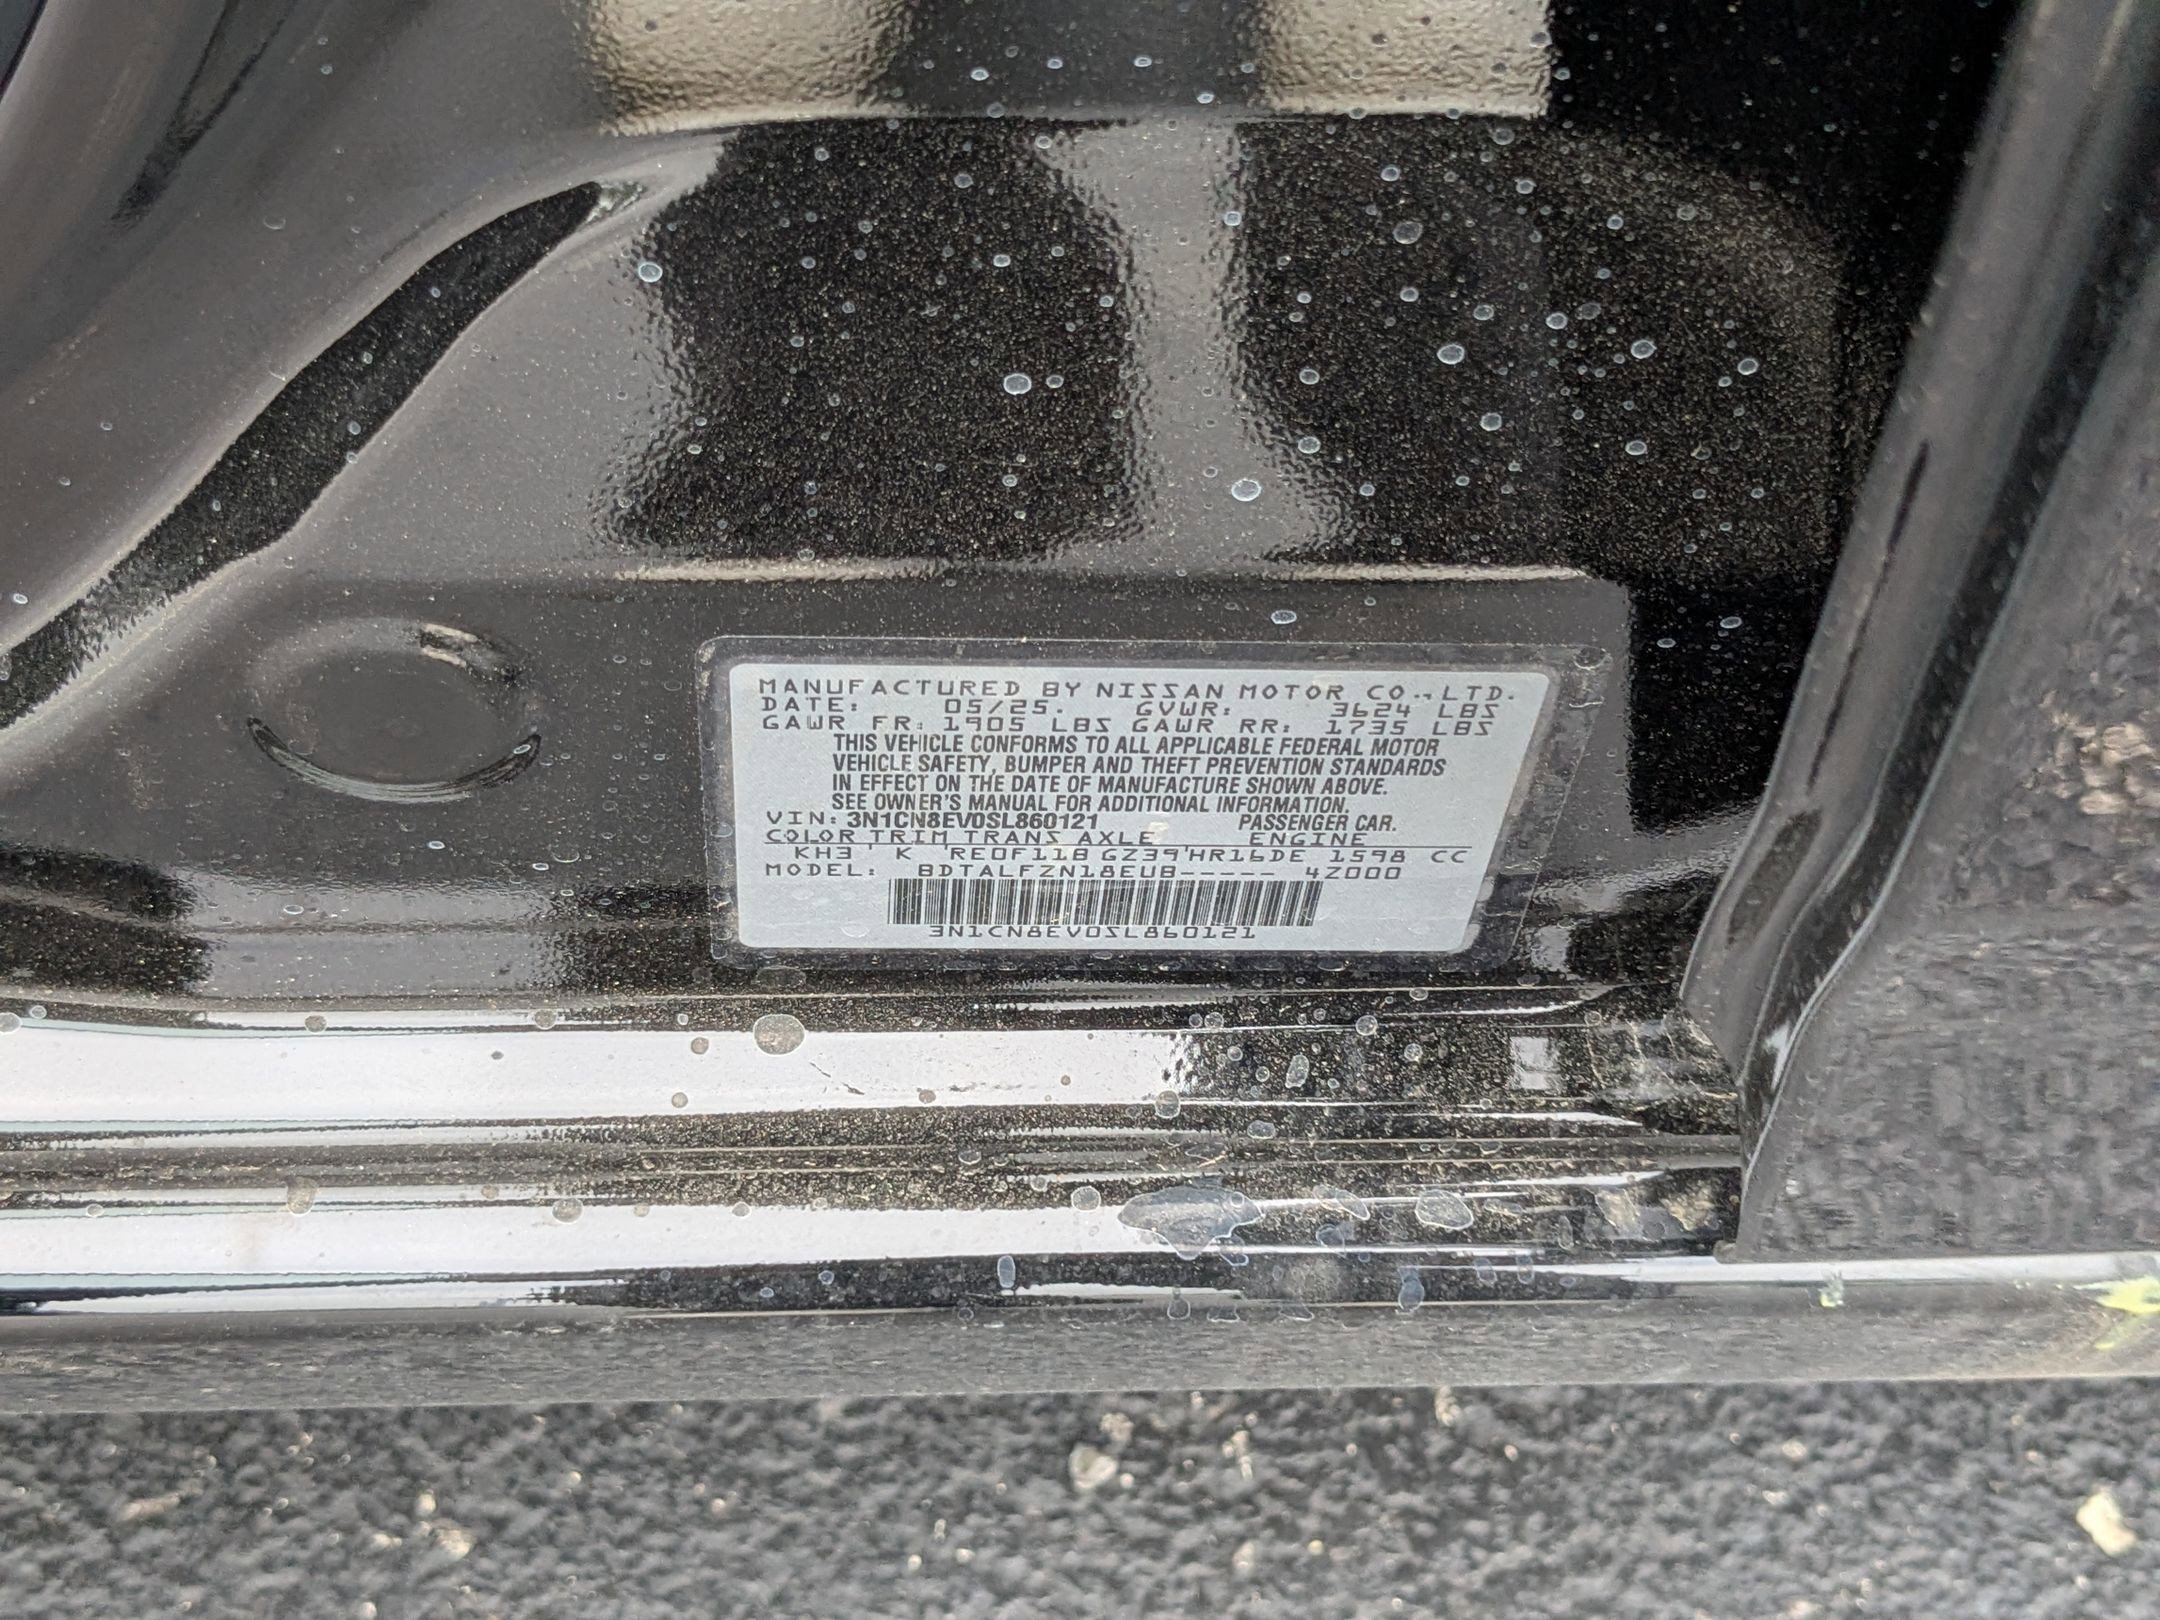 MANUFACTURED BY NISSAN MOTOR CO., LTD.
DATE: 05/25. GVWR: 3624 LBS
GAWR FR: 1905 LBS GAWR RR: 1735 LBS
THIS VEHICLE CONFORMS TO ALL APPLICABLE FEDERAL MOTOR
VEHICLE SAFETY, BUMPER AND THEFT PREVENTION STANDARDS
IN EFFECT ON THE DATE OF MANUFACTURE SHOWN ABOVE.
SEE OWNER'S MANUAL FOR ADDITIONAL INFORMATION.
VIN: 3N1CN8EV0SL860121 PASSENGER CAR.
COLOR TRIM TRANS AXLE ENGINE
KH3 ' K 'RE0F11B GZ39'HR16DE 1598 CC
MODEL: BDTALFZN18EUB----- 4Z000
3N1CN8EV0SL860121